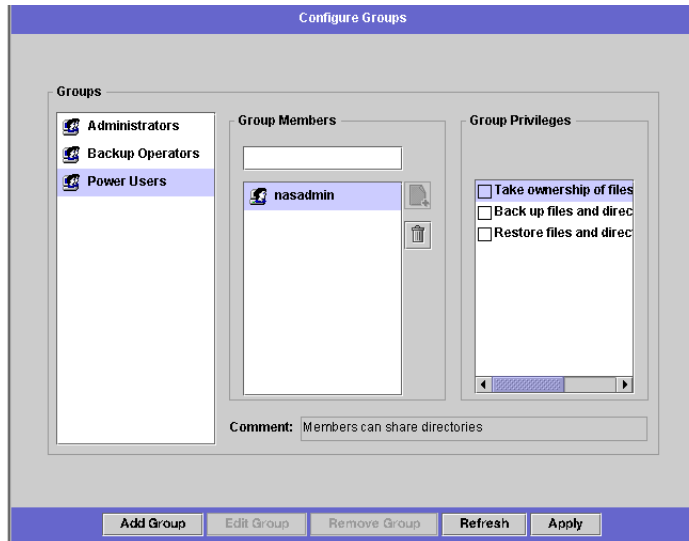 Configure Groups
Groups
Administrators
Backup Operators
Power Users
Group Members
nasadmin
Group Privileges
Take ownership of files
Back up files and direc
Restore files and direc
Comment: Members can share directories
Add Group
Edit Group
Remove Group
Refresh
Apply